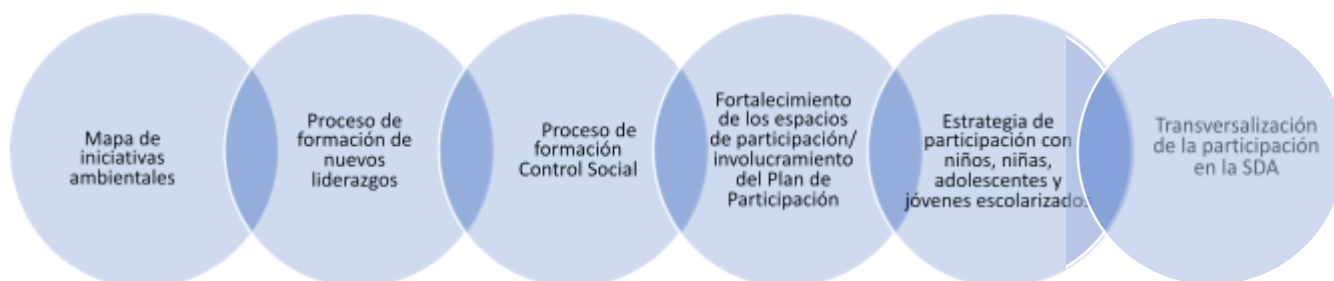 Mapa de
iniciativas
ambientales
Proceso de
formación de
nuevos
liderazgos
Proceso de
formación
Control Social
Fortalecimiento
de los espacios
de participación/
involucramiento
del Plan de
Participación
Estrategia de
participación con
niños, niñas,
adolescentes y
jóvenes escolarizados
Transversalización
de la participación
en la SDA